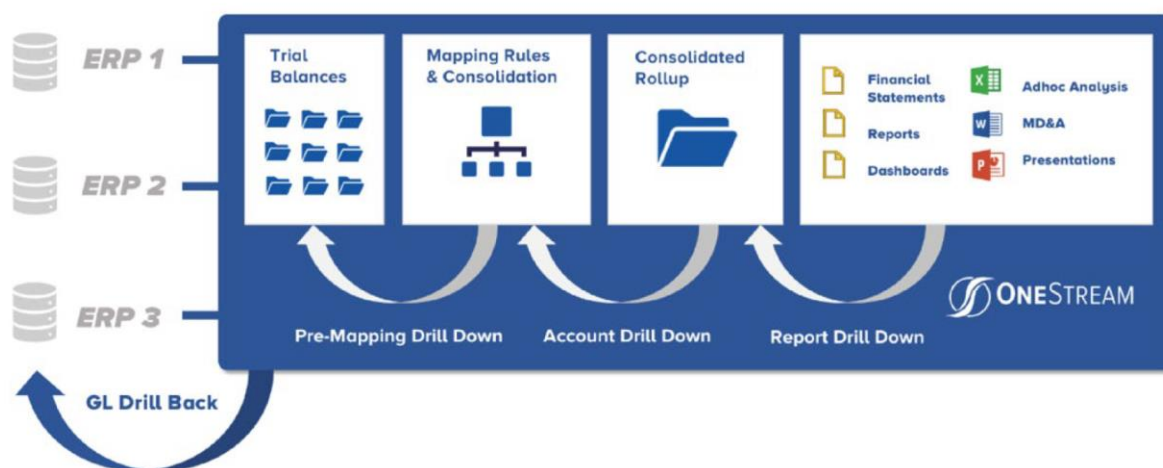 ERP 1
ERP 2
ERP 3
Trial
Balances
Mapping Rules
& Consolidation
Consolidated
Rollup
Financial
Statements
Reports
Dashboards
X
Adhoc Analysis
W
MD&A
P
Presentations
Pre-Mapping Drill Down
Account Drill Down
Report Drill Down
ONESTREAM
GL Drill Back